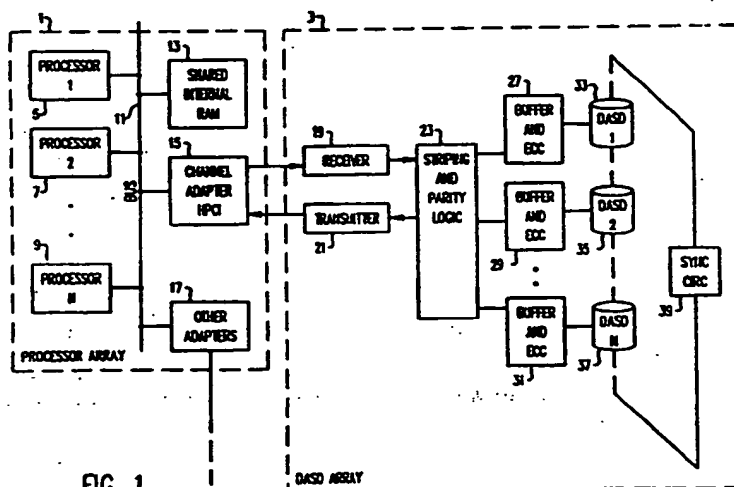 1
PROCESSOR
1
5
PROCESSOR
2
7
PROCESSOR
N
9
11
BUS
13
SHARED
INTERNAL
RAM
15
CHANNEL
ADAPTER
HPCI
17
OTHER
ADAPTERS
PROCESSOR ARRAY
3
19
RECEIVER
TRANSMITTER
21
23
STRIPING
AND
PARITY
LOGIC
27
BUFFER
AND
ECC
BUFFER
AND
ECC
29
BUFFER
AND
ECC
31
33
DASD
1
DASD
2
35
DASD
N
37
SYNC
CIRC
39
DASD ARRAY
FIG. 1